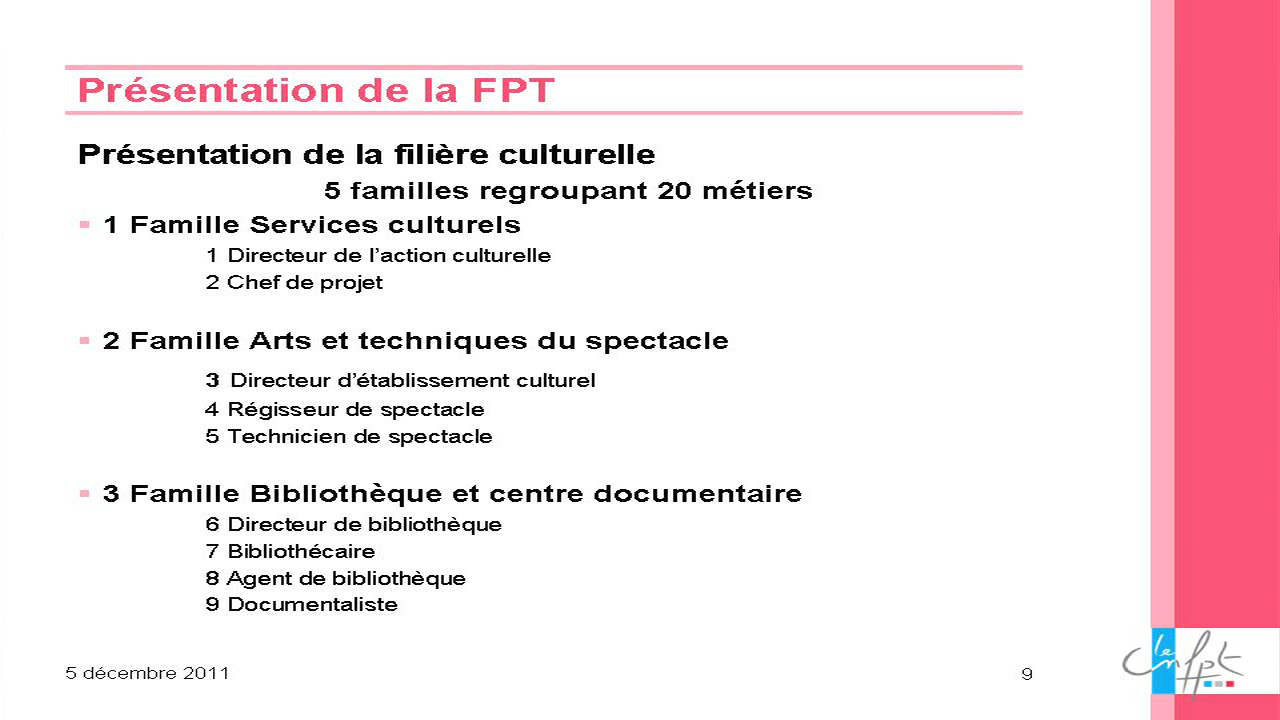 Présentation de la FPT
Présentation de la filière culturelle
5 familles regroupant 20 métiers
1 Famille Services culturels
1 Directeur de l’action culturelle
2 Chef de projet
2 Famille Arts et techniques du spectacle
3 Directeur d’établissement culturel
4 Régisseur de spectacle
5 Technicien de spectacle
3 Famille Bibliothèque et centre documentaire
6 Directeur de bibliothèque
7 Bibliothécaire
8 Agent de bibliothèque
9 Documentaliste
5 décembre 2011
9
le cnfpt